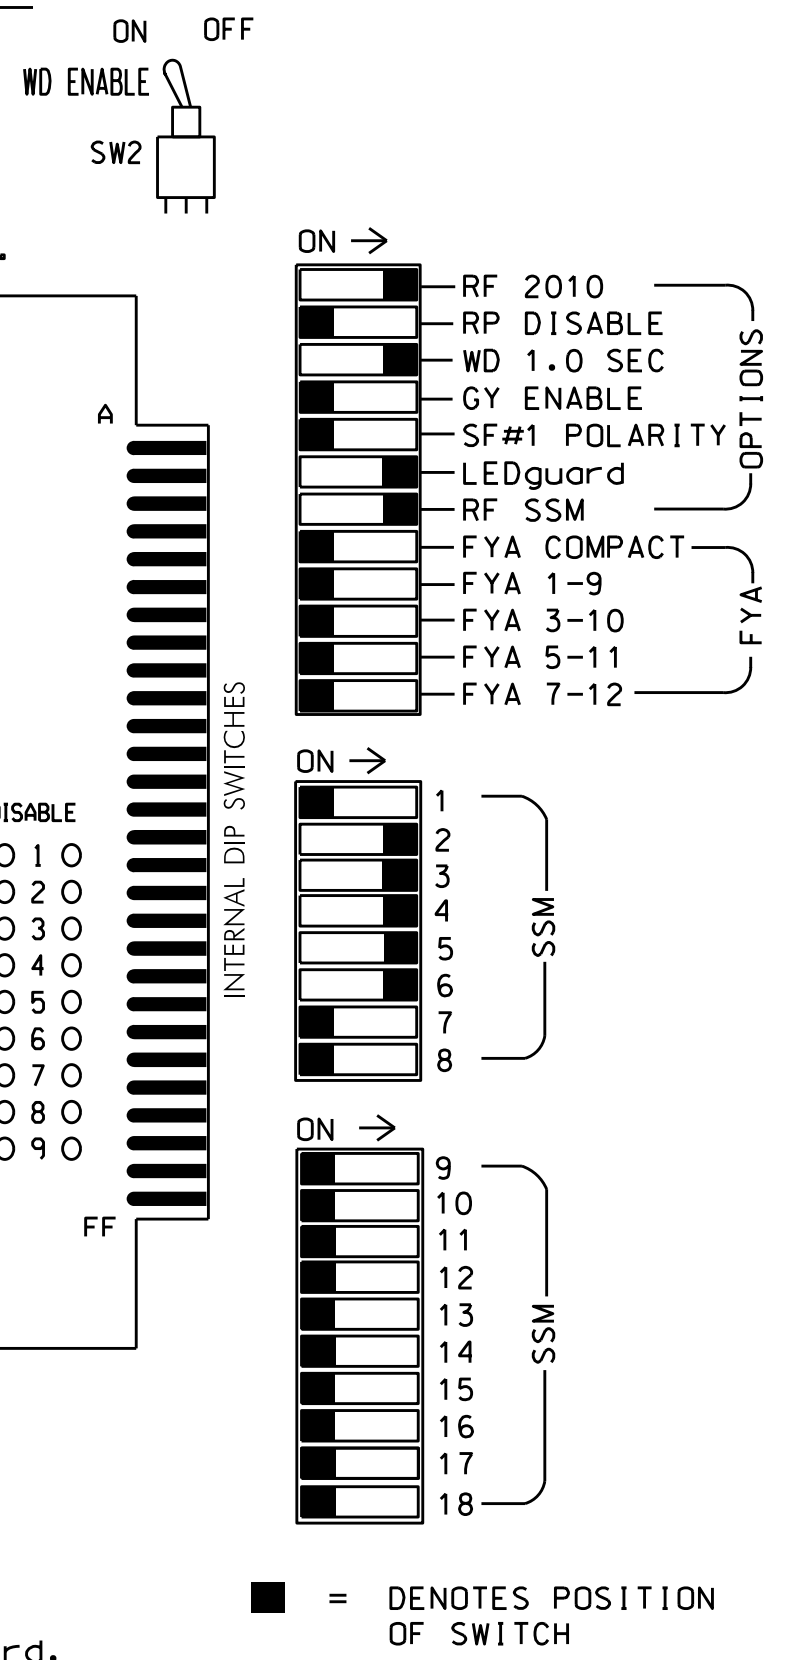 ON OFF
WD ENABLE
SW2
ON
RF 2010
RP DISABLE
WD 1.0 SEC
GY ENABLE
SF#1 POLARITY
LEDguard
RF SSM
OPTIONS
FYA COMPACT
FYA 1-9
FYA 3-10
FYA 5-11
FYA 7-12
FYA
A
FF
INTERNAL DIP SWITCHES
ISABLE
1
2
3
4
5
6
7
8
9
ON
1
2
3
4
5
6
7
8
SSM
ON
9
10
11
12
13
14
15
16
17
18
SSM
= DENOTES POSITION
OF SWITCH
rd.